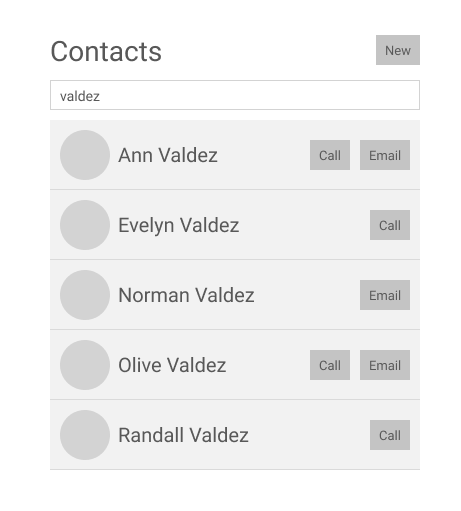 Contacts New
valdez
Ann Valdez Call Email
Evelyn Valdez Call
Norman Valdez Email
Olive Valdez Call Email
Randall Valdez Call